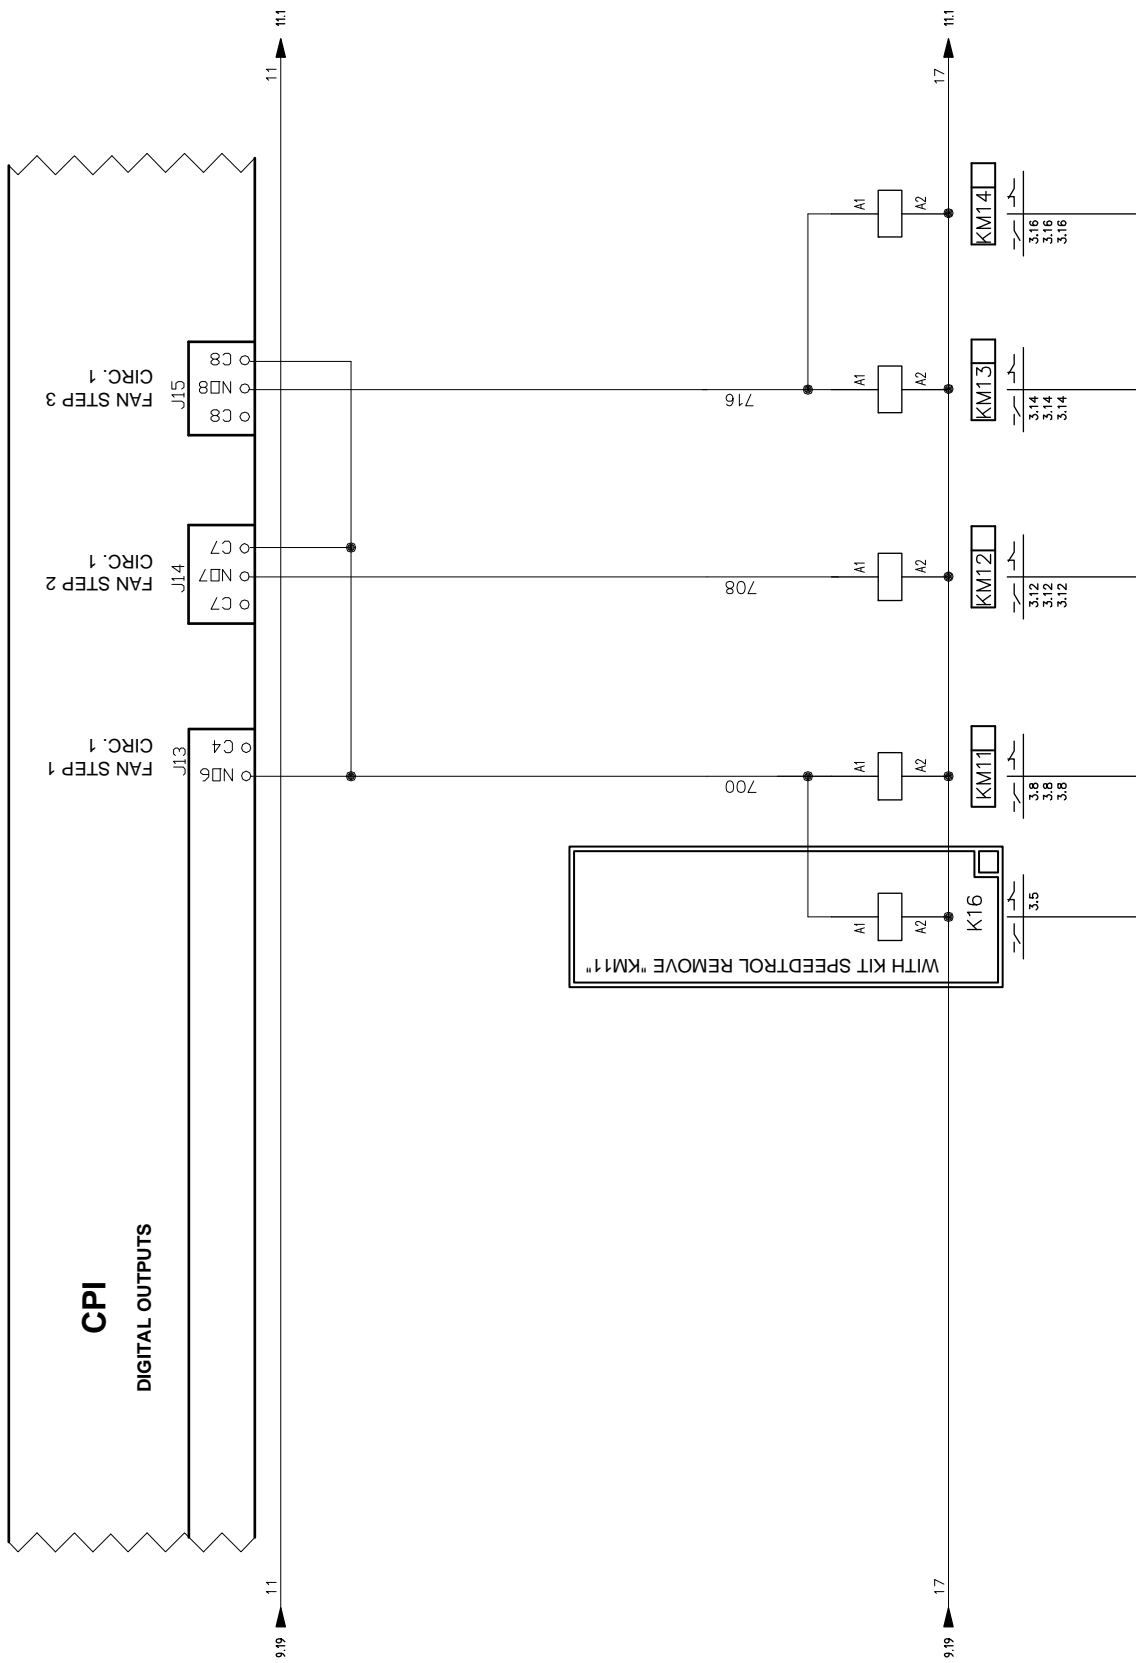 CPI
DIGITAL OUTPUTS
FAN STEP 1
CIRC. 1
FAN STEP 2
CIRC. 1
FAN STEP 3
CIRC. 1
J13
J14
J15
NO6
C4
C7
NO7
C7
C8
NO8
C8
9.19
11
11
11.1
700
708
716
WITH KIT SPEEDTROL REMOVE "KM11"
A1
A1
A1
A1
A1
A2
A2
A2
A2
A2
9.19
17
17
11.1
K16
KM11
KM12
KM13
KM14
3.5
3.8
3.8
3.8
3.12
3.12
3.12
3.14
3.14
3.14
3.16
3.16
3.16